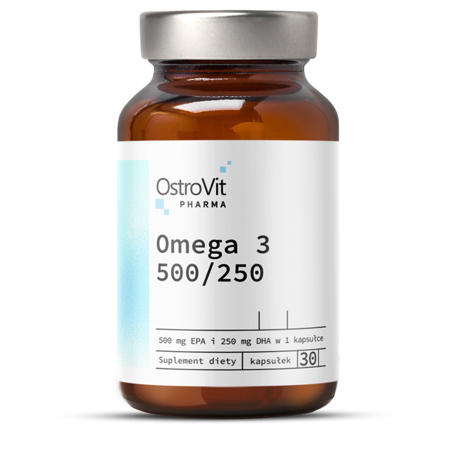 OstroVit
PHARMA
Omega 3
500/250
500 mg EPA i 250 mg DHA w 1 kapsułce
Suplement diety kapsułek 30